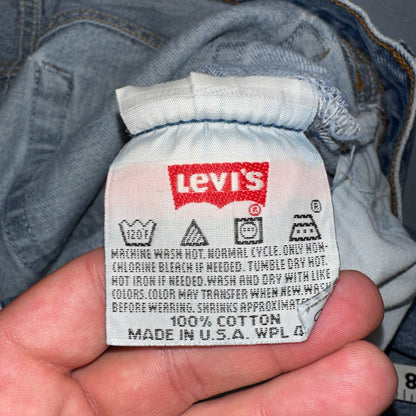 Levi's
®
120F
®
MACHINE WASH HOT. NORMAL CYCLE. ONLY NON-
CHLORINE BLEACH IF NEEDED. TUMBLE DRY HOT.
HOT IRON IF NEEDED. WASH AND DRY WITH LIKE
COLORS. COLOR MAY TRANSFER WHEN NEW. WASH
BEFORE WEARING. SHRINKS
100% COTTON
MADE IN U.S.A. WPL 4
8